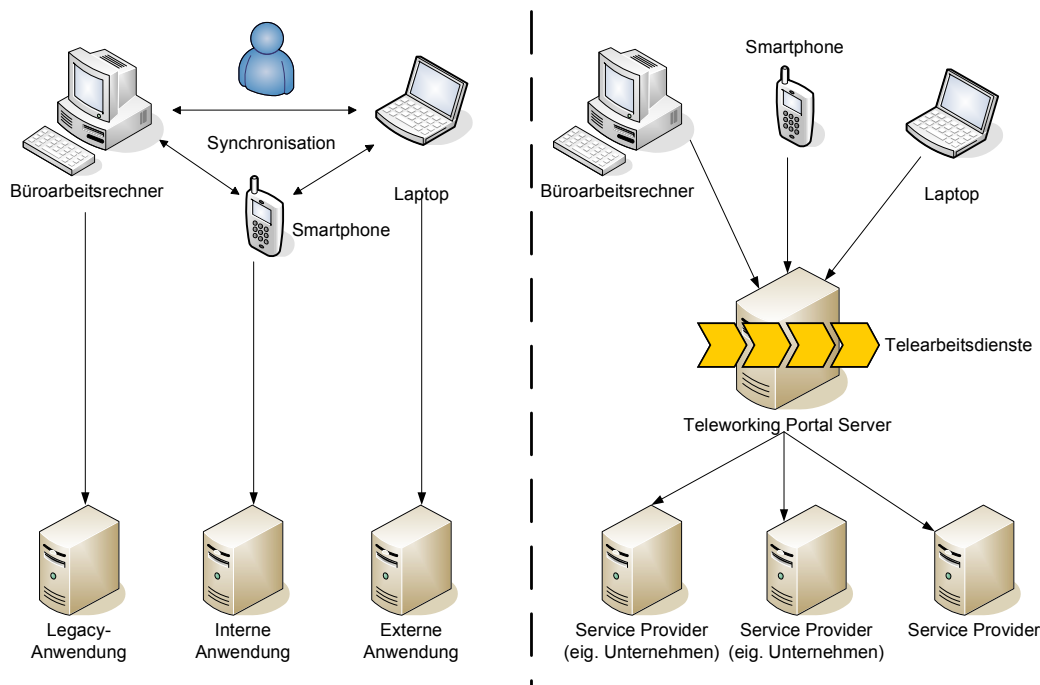 Synchronisation
Büroarbeitsrechner
Laptop
Smartphone
Legacy-
Anwendung
Interne
Anwendung
Externe
Anwendung
Smartphone
Büroarbeitsrechner
Laptop
Telearbeitsdienste
Teleworking Portal Server
Service Provider
(eig. Unternehmen)
Service Provider
(eig. Unternehmen)
Service Provider